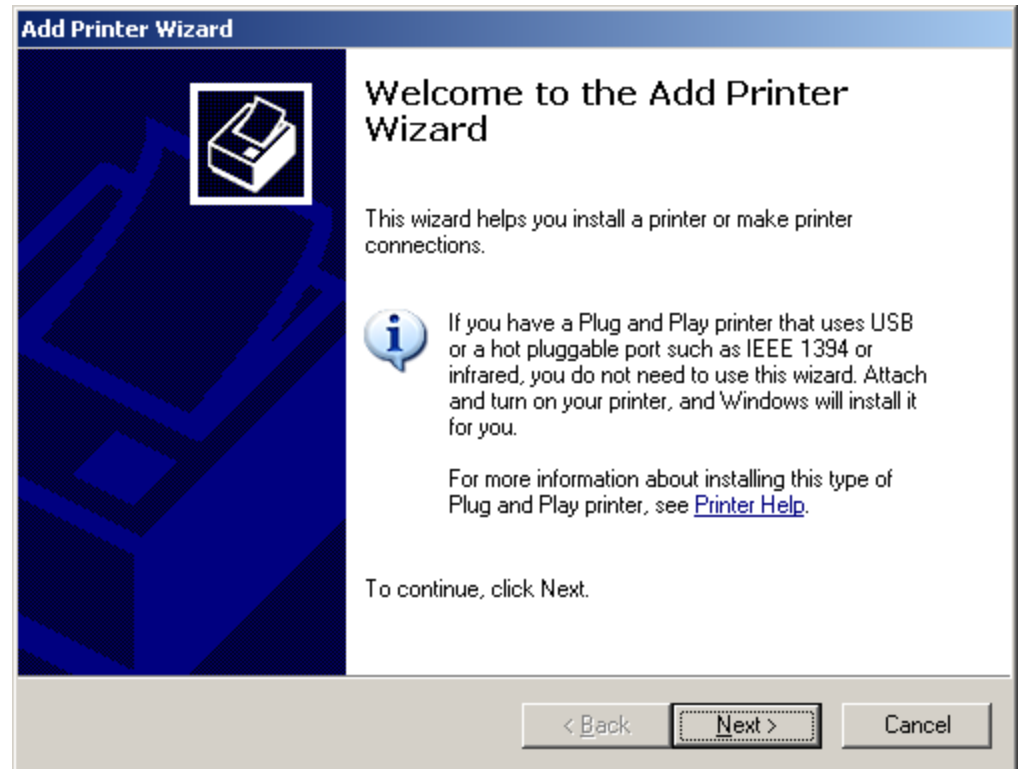 Add Printer Wizard
Welcome to the Add Printer
Wizard
This wizard helps you install a printer or make printer
connections.
If you have a Plug and Play printer that uses USB
or a hot pluggable port such as IEEE 1394 or
infrared, you do not need to use this wizard. Attach
and turn on your printer, and Windows will install it
for you.
For more information about installing this type of
Plug and Play printer, see Printer Help.
To continue, click Next.
< Back
Next >
Cancel